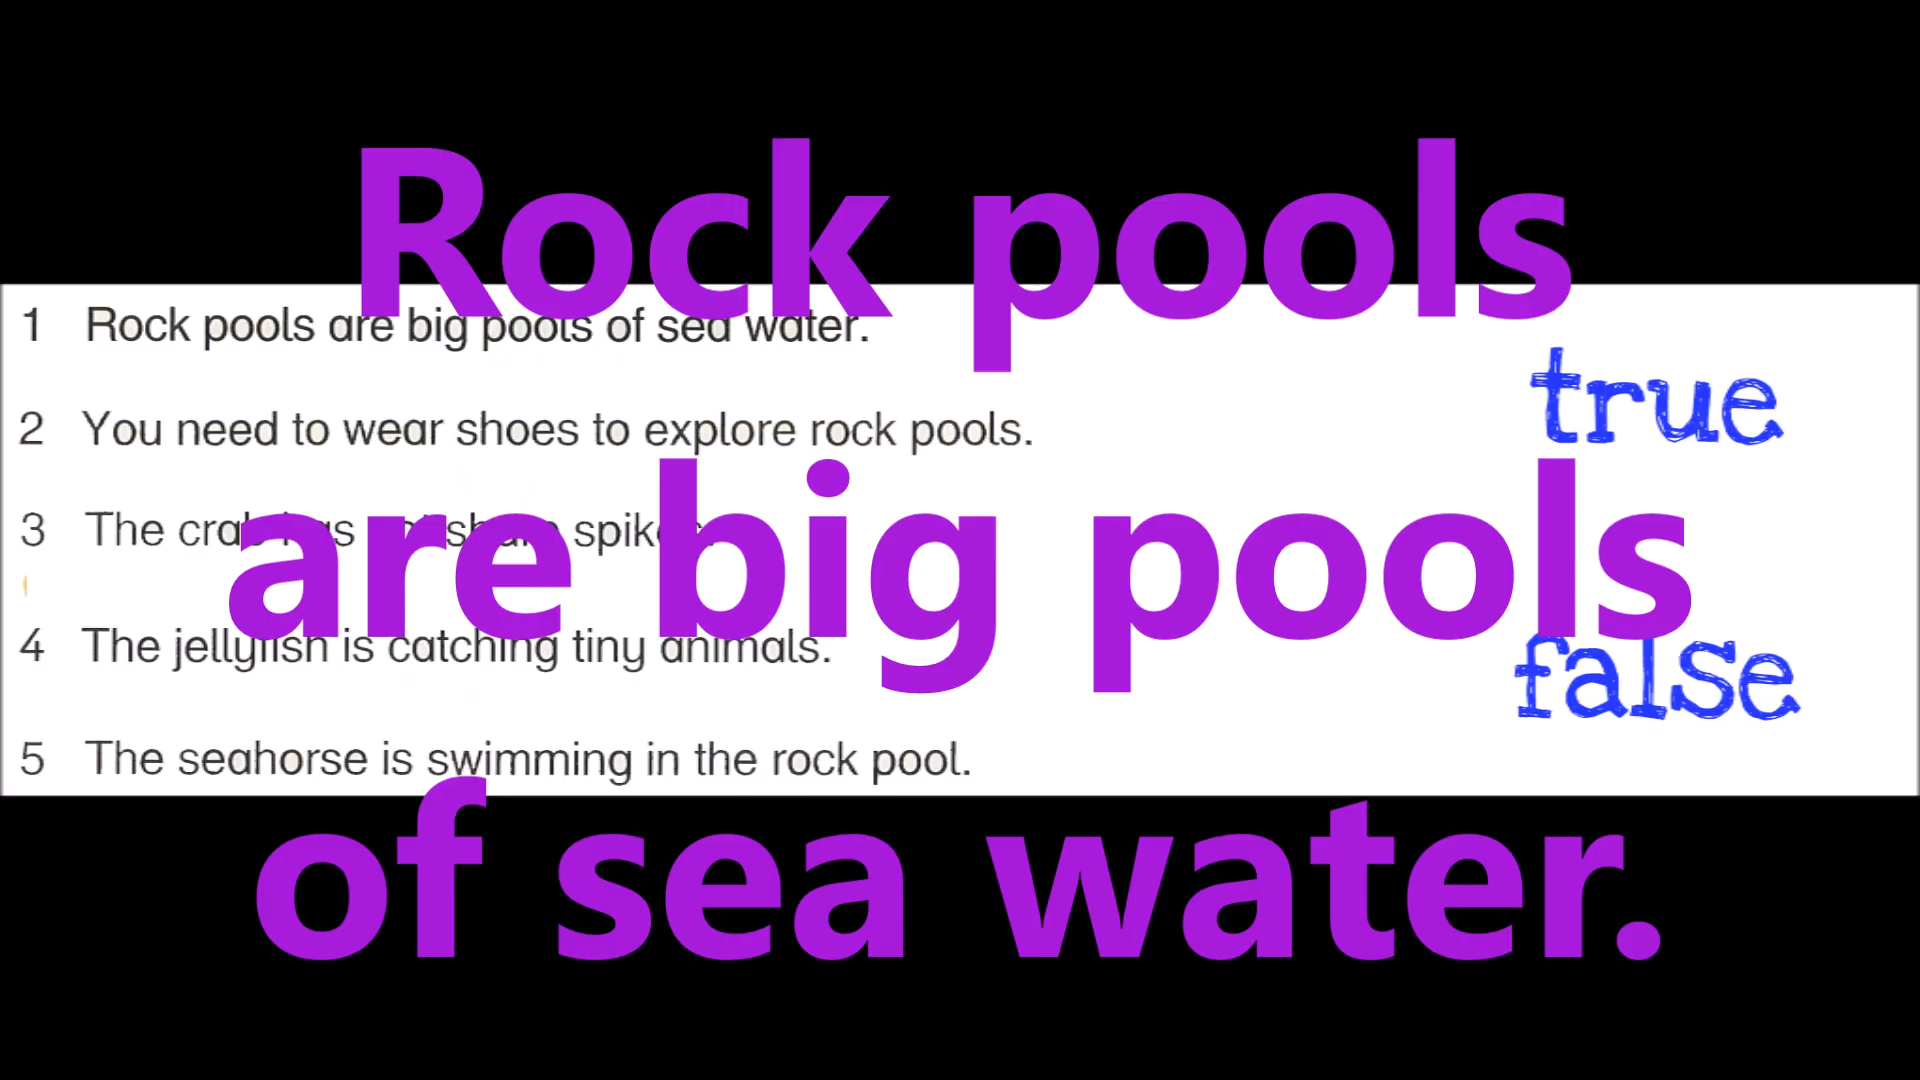 Rock pools
are big pools
of sea water.
1 Rock pools are big pools of sea water.
2 You need to wear shoes to explore rock pools.
3 The
4 The jellyfish is catching tiny animals.
5 The seahorse is swimming in the rock pool.
true
false